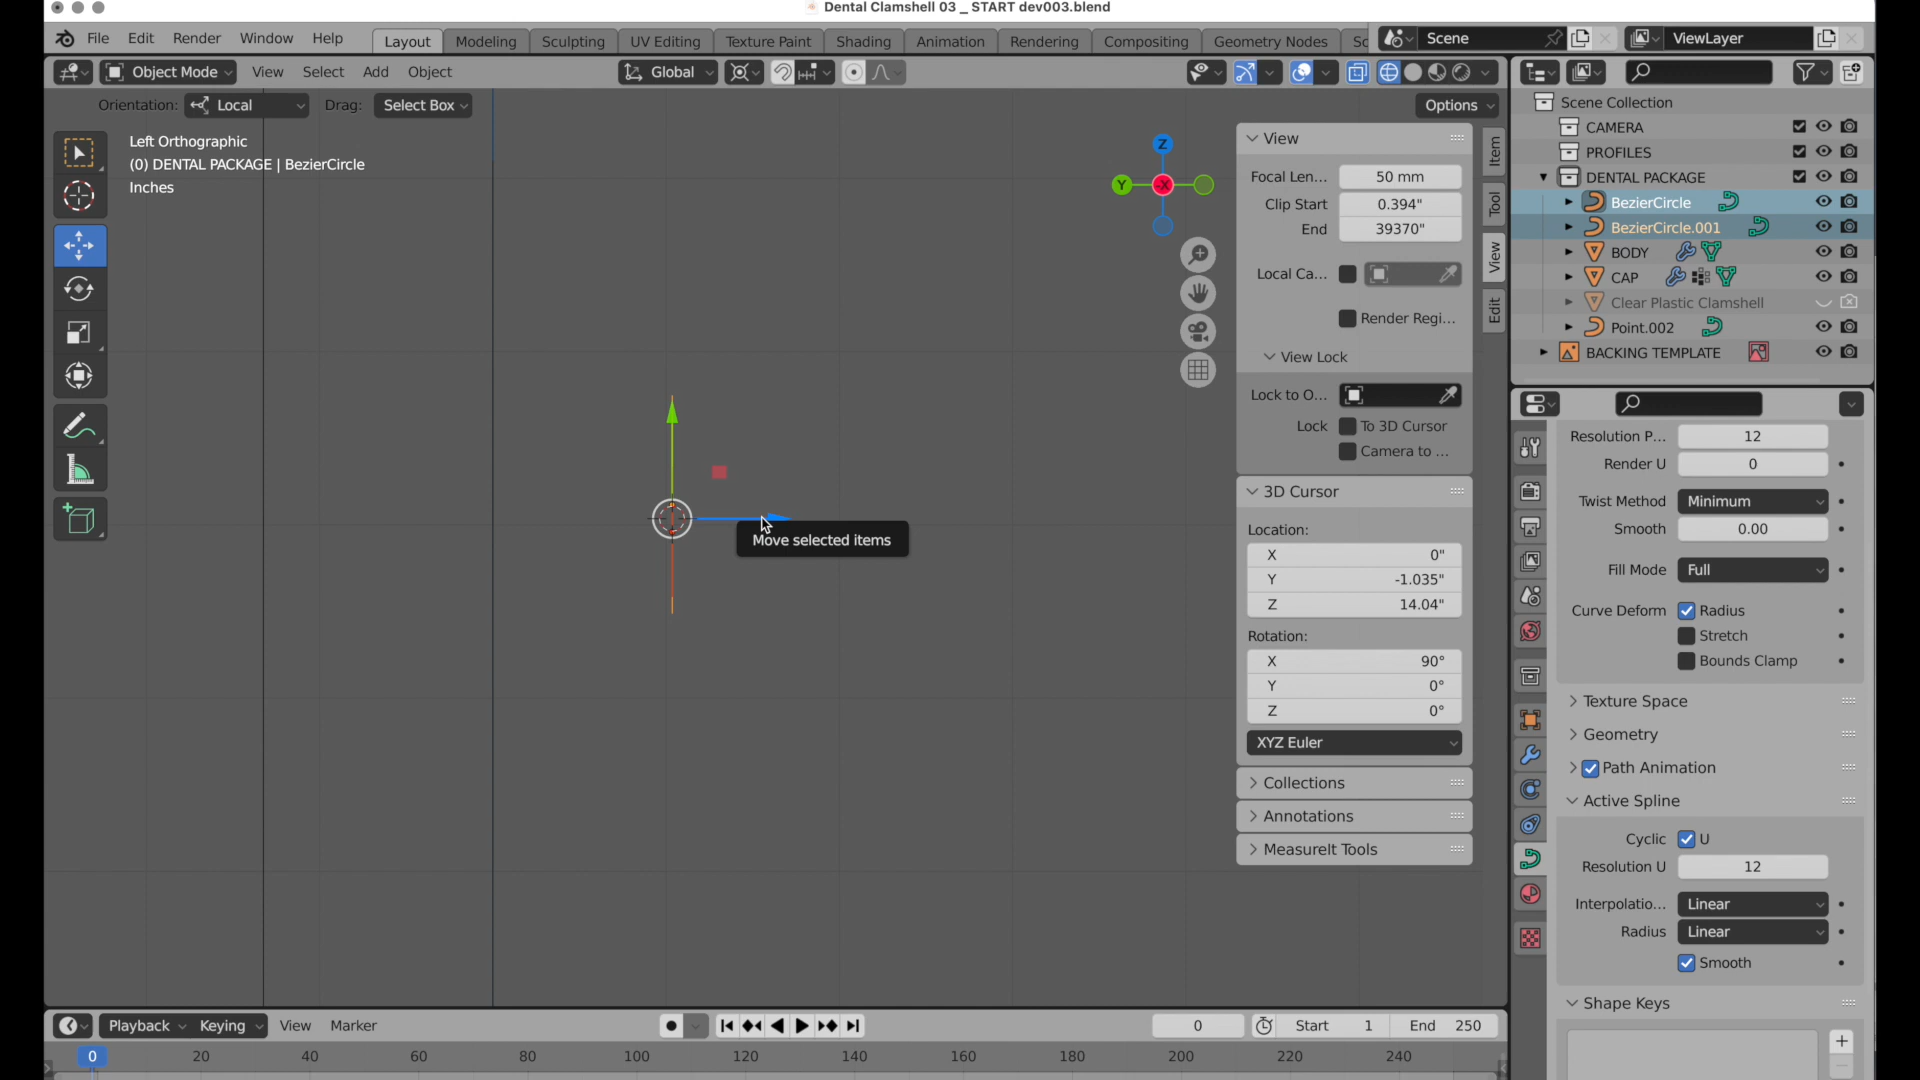 Dental Clamshell 03 _ START dev003.blend
File Edit Render Window Help
Layout Modeling Sculpting UV Editing Texture Paint Shading Animation Rendering Compositing Geometry Nodes Sc
Scene
ViewLayer
Object Mode View Select Add Object
Global
Orientation: Local Drag: Select Box
Options
Left Orthographic
(0) DENTAL PACKAGE | BezierCircle
Inches
Z
Y
-X
Move selected items
View
Focal Len... 50 mm
Clip Start 0.394"
End 39370"
Local Ca...
Render Regi...
View Lock
Lock to O...
Lock To 3D Cursor
Camera to ...
3D Cursor
Location:
X 0"
Y -1.035"
Z 14.04"
Rotation:
X 90°
Y 0°
Z 0°
XYZ Euler
Collections
Annotations
MeasureIt Tools
Item
Tool
View
Edit
Scene Collection
CAMERA
PROFILES
DENTAL PACKAGE
BezierCircle
BezierCircle.001
BODY
CAP
Clear Plastic Clamshell
Point.002
BACKING TEMPLATE
Resolution P... 12
Render U 0
Twist Method Minimum
Smooth 0.00
Fill Mode Full
Curve Deform Radius
Stretch
Bounds Clamp
Texture Space
Geometry
Path Animation
Active Spline
Cyclic U
Resolution U 12
Interpolatio... Linear
Radius Linear
Smooth
Shape Keys
Playback Keying View Marker
0
Start 1
End 250
0 20 40 60 80 100 120 140 160 180 200 220 240